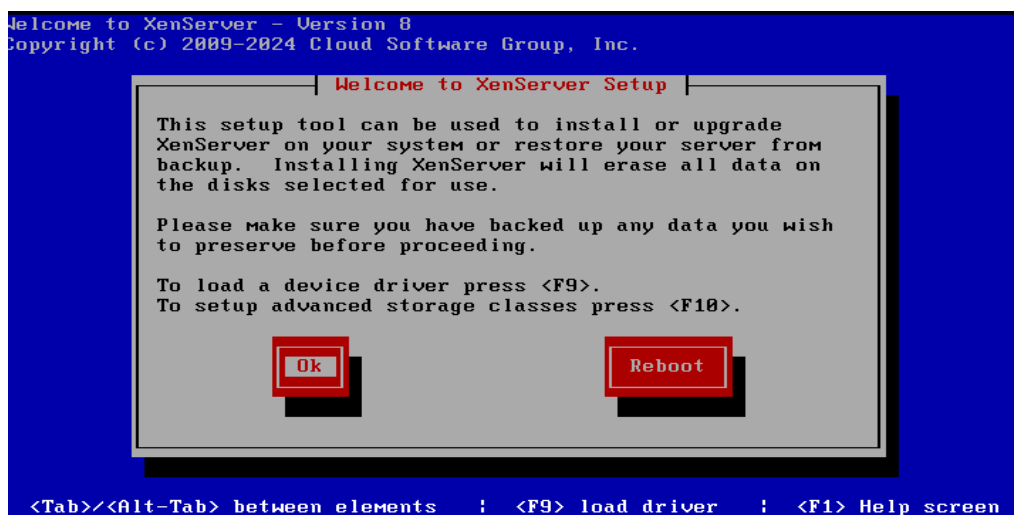 Welcome to XenServer - Version 8
Copyright (c) 2009-2024 Cloud Software Group, Inc.
Welcome to XenServer Setup
This setup tool can be used to install or upgrade
XenServer on your system or restore your server from
backup.  Installing XenServer will erase all data on
the disks selected for use.
Please make sure you have backed up any data you wish
to preserve before proceeding.
To load a device driver press <F9>.
To setup advanced storage classes press <F10>.
Ok Reboot
<Tab>/<Alt-Tab> between elements | <F9> load driver | <F1> Help screen